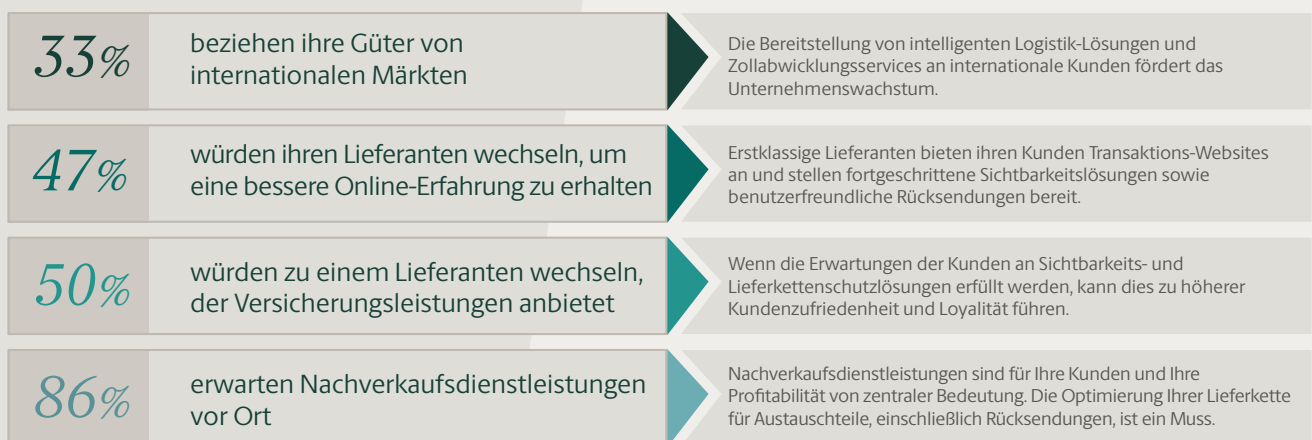 33%
beziehen ihre Güter von
internationalen Märkten
Die Bereitstellung von intelligenten Logistik-Lösungen und
Zollabwicklungsservices an internationale Kunden fördert das
Unternehmenswachstum.
47%
würden ihren Lieferanten wechseln, um
eine bessere Online-Erfahrung zu erhalten
Erstklassige Lieferanten bieten ihren Kunden Transaktions-Websites
an und stellen fortgeschrittene Sichtbarkeitslösungen sowie
benutzerfreundliche Rücksendungen bereit.
50%
würden zu einem Lieferanten wechseln,
der Versicherungsleistungen anbietet
Wenn die Erwartungen der Kunden an Sichtbarkeits- und
Lieferkettenschutzlösungen erfüllt werden, kann dies zu höherer
Kundenzufriedenheit und Loyalität führen.
86%
erwarten Nachverkaufsdienstleistungen
vor Ort
Nachverkaufsdienstleistungen sind für Ihre Kunden und Ihre
Profitabilität von zentraler Bedeutung. Die Optimierung Ihrer Lieferkette
für Austauschteile, einschließlich Rücksendungen, ist ein Muss.